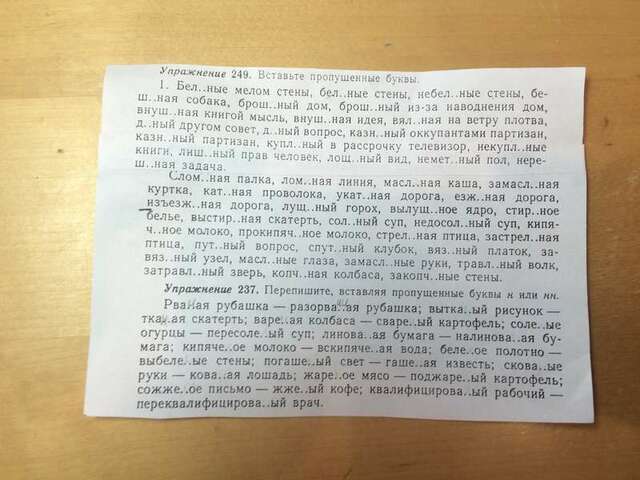 Упражнение 249. Вставьте пропущенные буквы.
1. Бел..ные мелом стены, бел..ные стены, небел..ные стены, бе-
ш..ная собака, брош..ный дом, брош..ный из-за наводнения дом,
внуш..ная книгой мысль, внуш..ная идея, вял..ная на ветру плотва,
д..ный другом совет, д..ный вопрос, казн..ный оккупантами партизан,
казн..ный партизан, купл..ный в рассрочку телевизор, некупл..ные
книги, лиш..ный прав человек, лощ..ный вид, немет..ный пол, нере-
ш..ная задача.
Слом..ная палка, лом..ная линия, масл..ная каша, замасл..ная
куртка, кат..ная проволока, укат..ная дорога, езж..ная дорога,
изъезж..ная дорога, лущ..ный горох, вылущ..ное ядро, стир..ное
белье, выстир..ная скатерть, сол..ный суп, недосол..ный суп, кипя-
ч..ное молоко, прокипяч..ное молоко, стрел..ная птица, застрел..ная
птица, пут..ный вопрос, спут..ный клубок, вяз..ный платок, за-
вяз..ный узел, масл..ные глаза, замасл..ные руки, травл..ный волк,
затравл..ный зверь, копч..ная колбаса, закопч..ные стены.
Упражнение 237. Перепишите, вставляя пропущенные буквы н или нн.
Рва..ая рубашка — разорва..ая рубашка; вытка..ый рисунок —
тка..ая скатерть; варе..ая колбаса — сваре..ый картофель; соле..ые
огурцы — пересоле..ый суп; линова..ая бумага — налинова..ая бу-
мага; кипяче..ое молоко — вскипяче..ая вода; беле..ое полотно —
выбеле..ые стены; погаше..ый свет — гаше..ая известь; скова..ые
руки — кова..ая лошадь; жаре..ое мясо — поджаре..ый картофель;
сожже..ое письмо — жже..ый кофе; квалифицирова..ый рабочий —
переквалифицирова..ый врач.